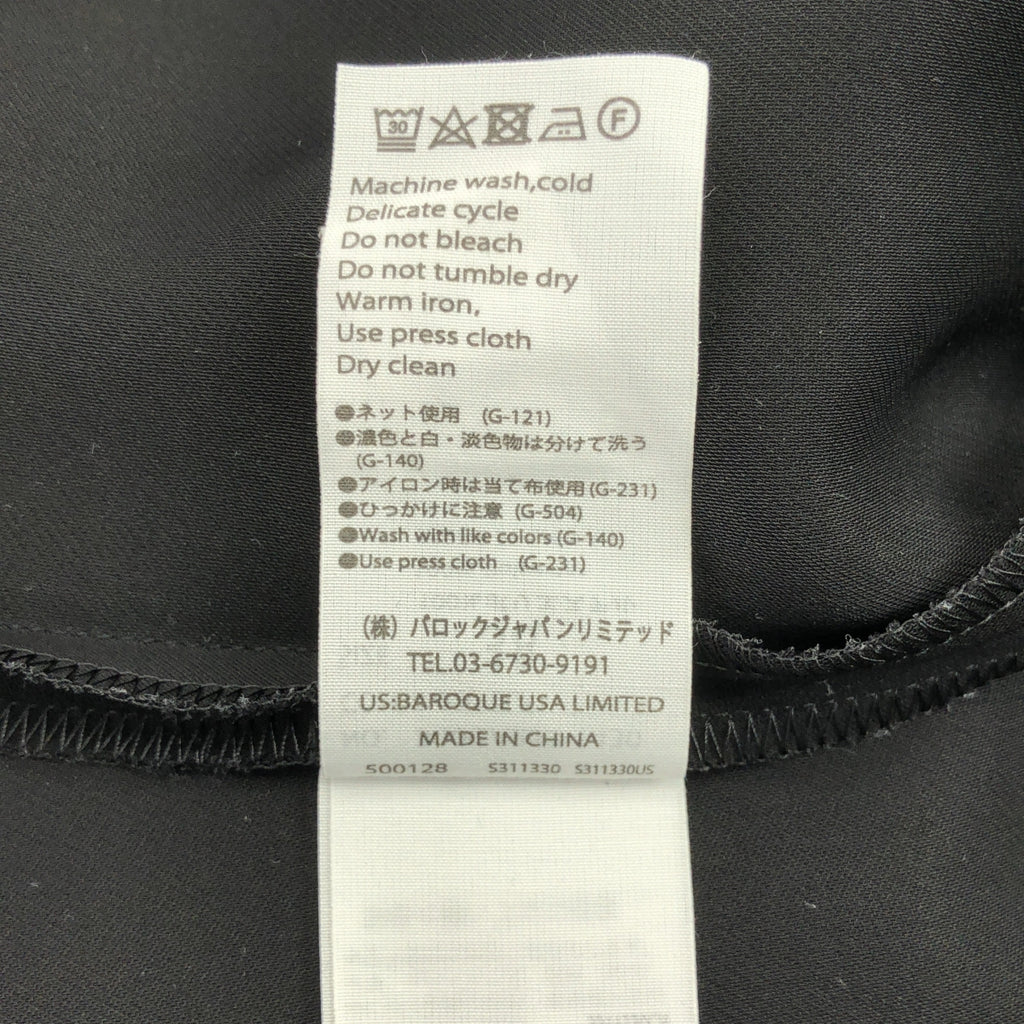 30 F
Machine wash,cold
Delicate cycle
Do not bleach
Do not tumble dry
Warm iron,
Use press cloth
Dry clean
●ネット使用 (G-121)
●濃色と白・淡色物は分けて洗う
(G-140)
●アイロン時は当て布使用(G-231)
●ひっかけに注意 (G-504)
●Wash with like colors (G-140)
●Use press cloth (G-231)
(株) バロックジャパンリミテッド
TEL.03-6730-9191
US:BAROQUE USA LIMITED
MADE IN CHINA
500128 S311330 S311330US